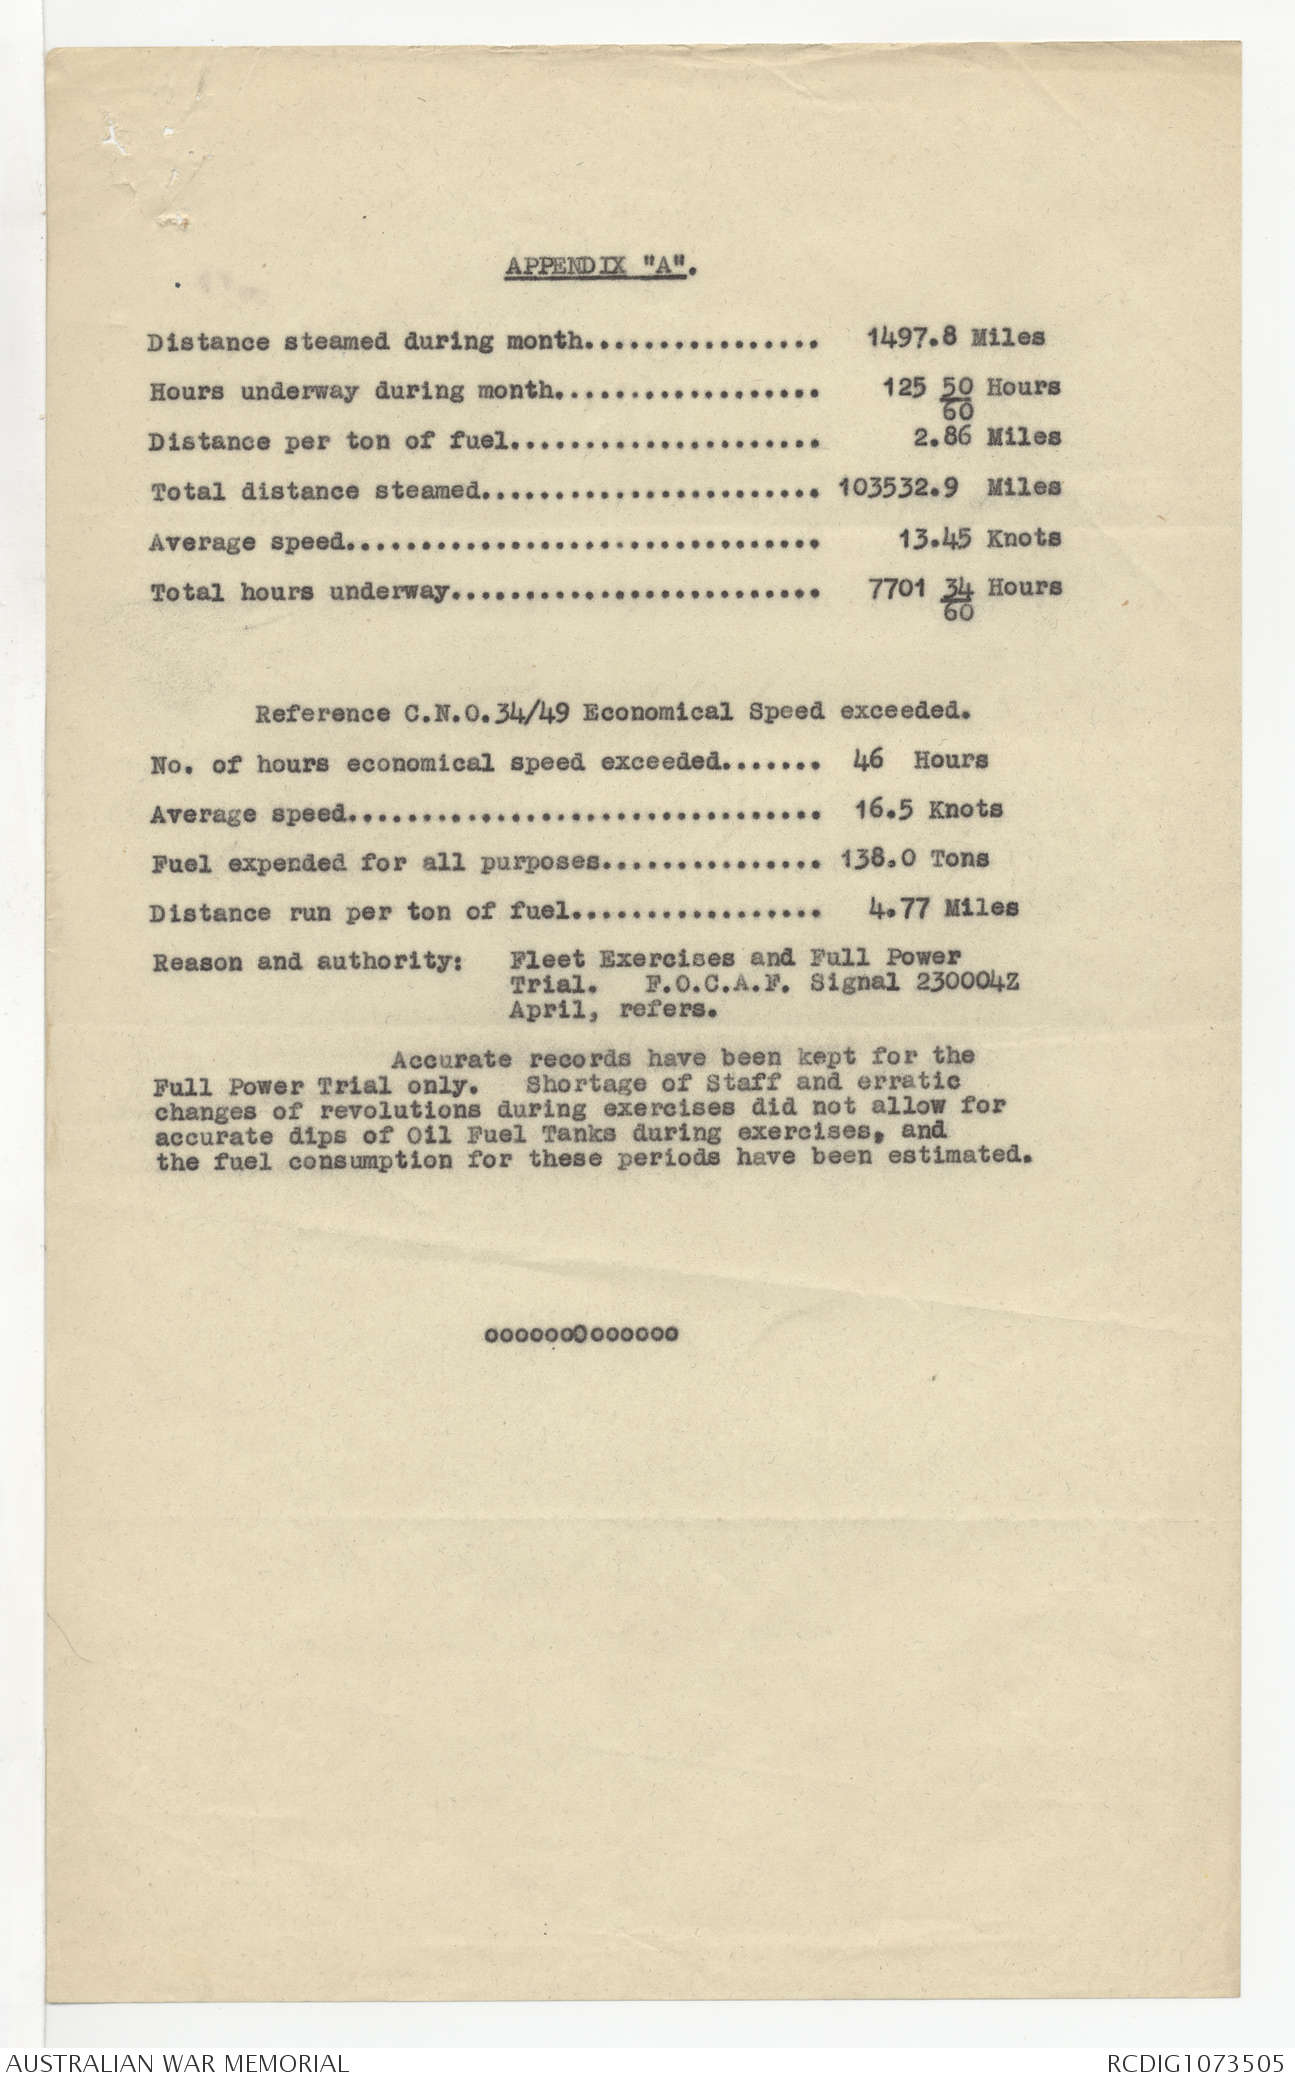 APPENDIX "A".
Distance steamed during month................ 1497.8 Miles
Hours underway during month.................. 125 50/60 Hours
Distance per ton of fuel..................... 2.86 Miles
Total distance steamed....................... 103532.9 Miles
Average speed................................ 13.45 Knots
Total hours underway......................... 7701 34/60 Hours
Reference C.N.O.34/49 Economical Speed exceeded.
No. of hours economical speed exceeded....... 46 Hours
Average speed................................ 16.5 Knots
Fuel expended for all purposes............... 138.0 Tons
Distance run per ton of fuel................. 4.77 Miles
Reason and authority: Fleet Exercises and Full Power
Trial. F.O.C.A.F. Signal 230004Z
April, refers.
Accurate records have been kept for the
Full Power Trial only. Shortage of Staff and erratic
changes of revolutions during exercises did not allow for
accurate dips of Oil Fuel Tanks during exercises, and
the fuel consumption for these periods have been estimated.
ooooooOoooooo
AUSTRALIAN WAR MEMORIAL
RCDIG1073505